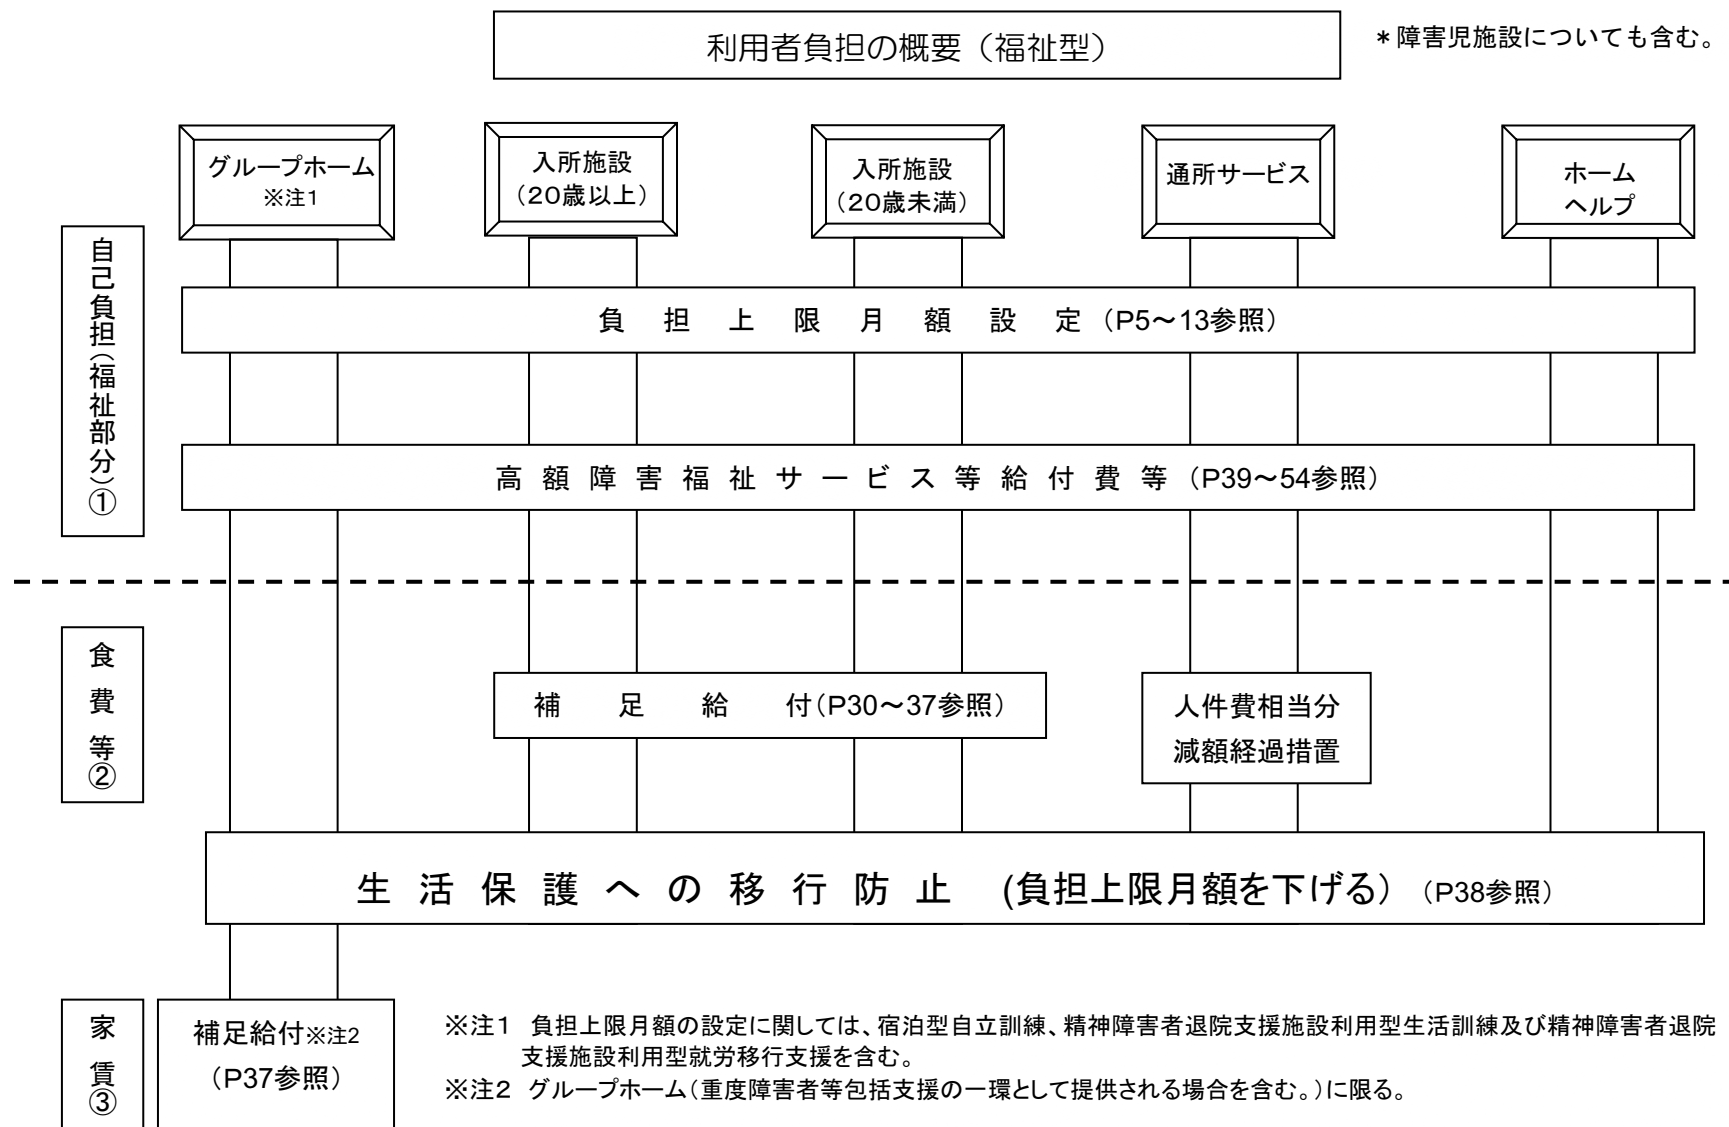 利用者負担の概要（福祉型）
＊障害児施設についても含む。
グループホーム
※注1
入所施設
（20歳以上）
入所施設
（20歳未満）
通所サービス
ホーム
ヘルプ
自己負担（福祉部分）①
負担上限月額設定（P5～13参照）
高額障害福祉サービス等給付費等（P39～54参照）
食費等②
補足給付（P30～37参照）
人件費相当分
減額経過措置
生活保護への移行防止 (負担上限月額を下げる）（P38参照）
家賃③
補足給付※注2
（P37参照）
※注1 負担上限月額の設定に関しては、宿泊型自立訓練、精神障害者退院支援施設利用型生活訓練及び精神障害者退院
支援施設利用型就労移行支援を含む。
※注2 グループホーム（重度障害者等包括支援の一環として提供される場合を含む。）に限る。